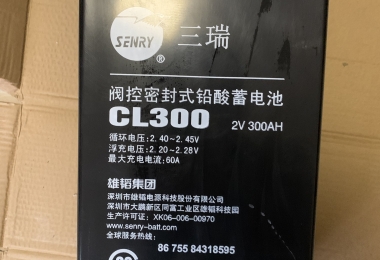 SENRY ® 三瑞
阀控密封式铅酸蓄电池
CL300 2V 300AH
循环电压: 2.40～2.45V
浮充电压: 2.20～2.28V
最大充电电流: 60A
雄韬集团
深圳市雄韬电源科技股份有限公司
深圳市大鹏新区同富工业区雄韬科技园
生产许可证: XK06-006-00970
www.senry-batt.com
全球服务热线:
86 755 84318595